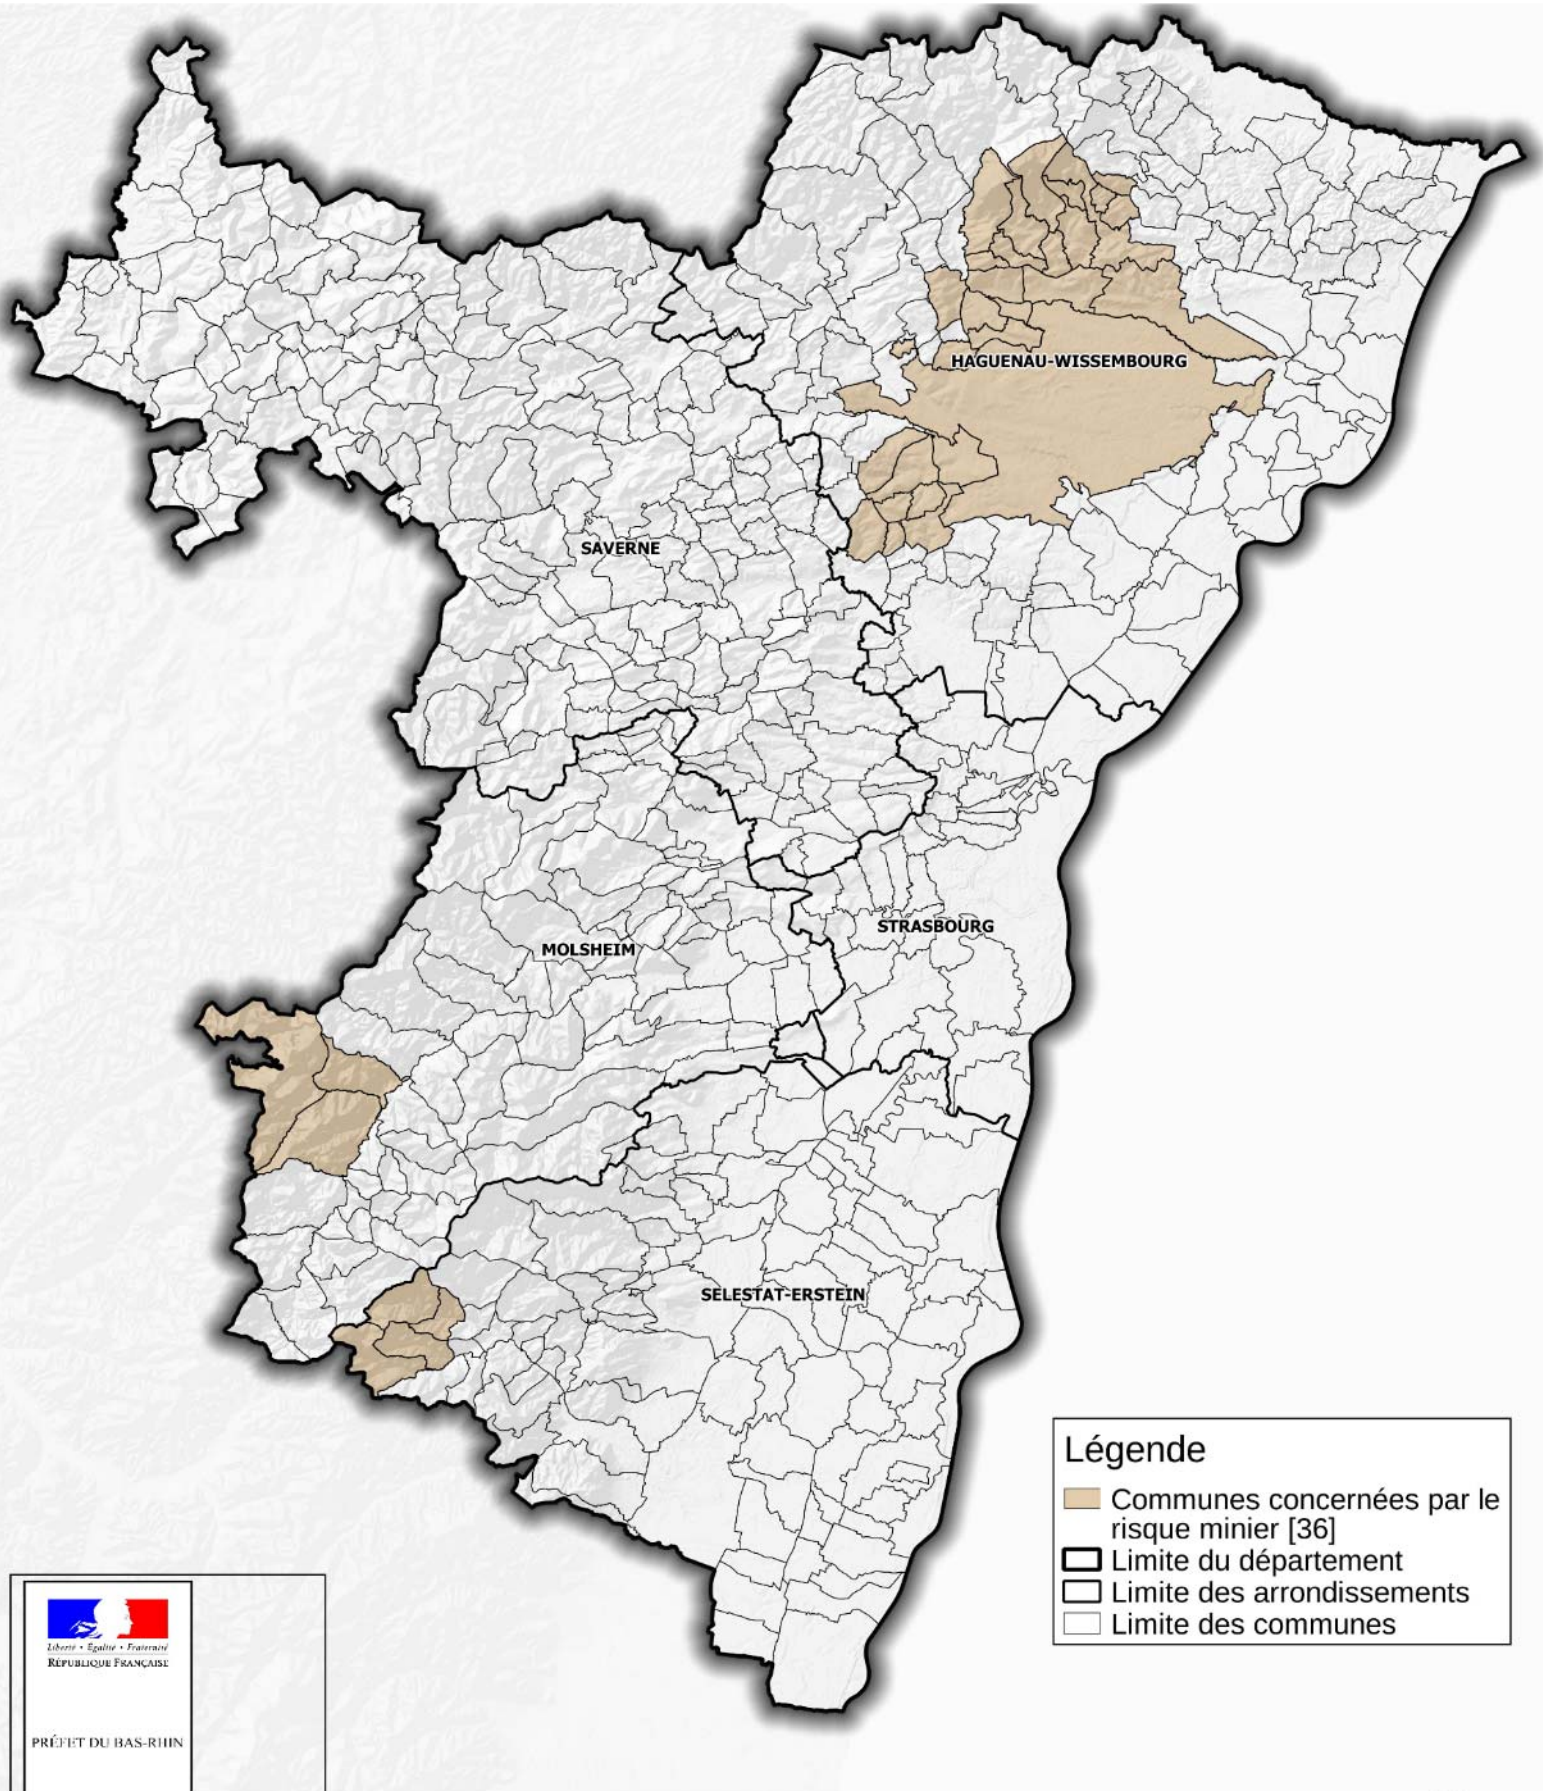 HAGUENAU-WISSEMBOURG
SAVERNE
STRASBOURG
MOLSHEIM
SELESTAT-ERSTEIN
Légende
Communes concernées par le
risque minier [36]
Limite du département
Limite des arrondissements
Limite des communes
Liberté • Égalité • Fraternité
RÉPUBLIQUE FRANÇAISE
PRÉFET DU BAS-RHIN